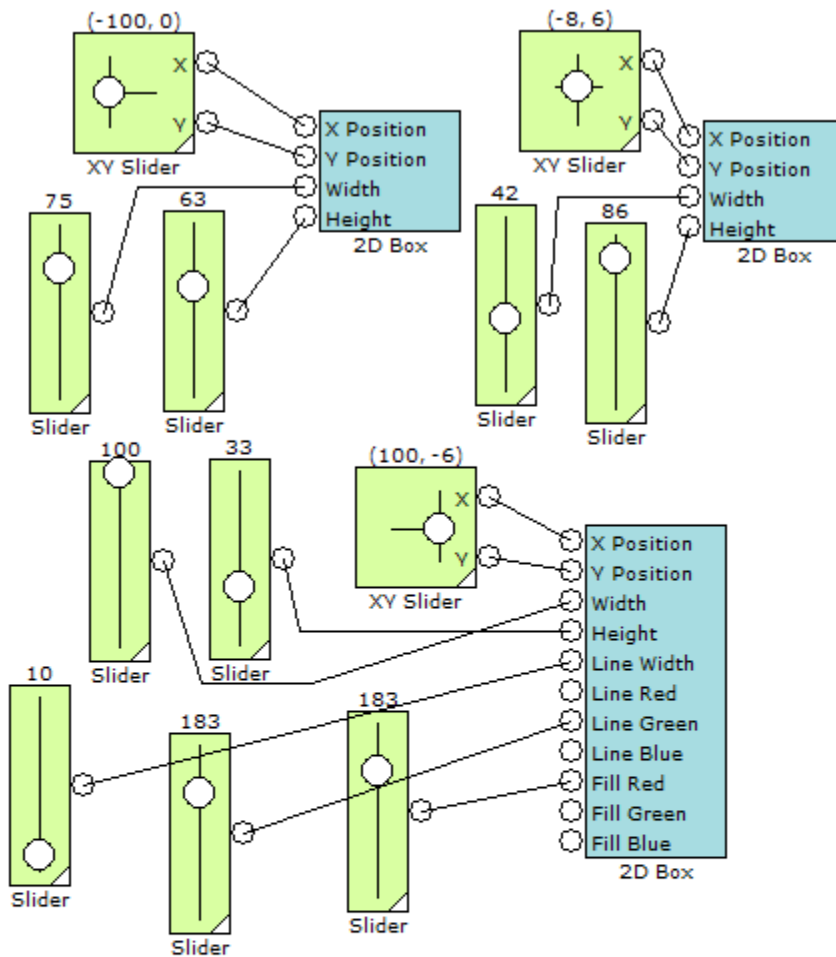 (-100, 0)
X
Y
XY Slider
X Position
Y Position
Width
Height
2D Box
75
Slider
63
Slider
(-8, 6)
X
Y
XY Slider
X Position
Y Position
Width
Height
2D Box
42
Slider
86
Slider
100
Slider
33
Slider
(100, -6)
X
Y
XY Slider
X Position
Y Position
Width
Height
Line Width
Line Red
Line Green
Line Blue
Fill Red
Fill Green
Fill Blue
2D Box
10
Slider
183
Slider
183
Slider